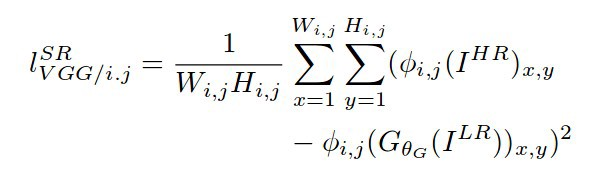 l^{SR}_{VGG/i.j} = \frac{1}{W_{i,j}H_{i,j}} \sum_{x=1}^{W_{i,j}} \sum_{y=1}^{H_{i,j}} (\phi_{i,j}(I^{HR})_{x,y}
- \phi_{i,j}(G_{\theta_G}(I^{LR}))_{x,y})^2